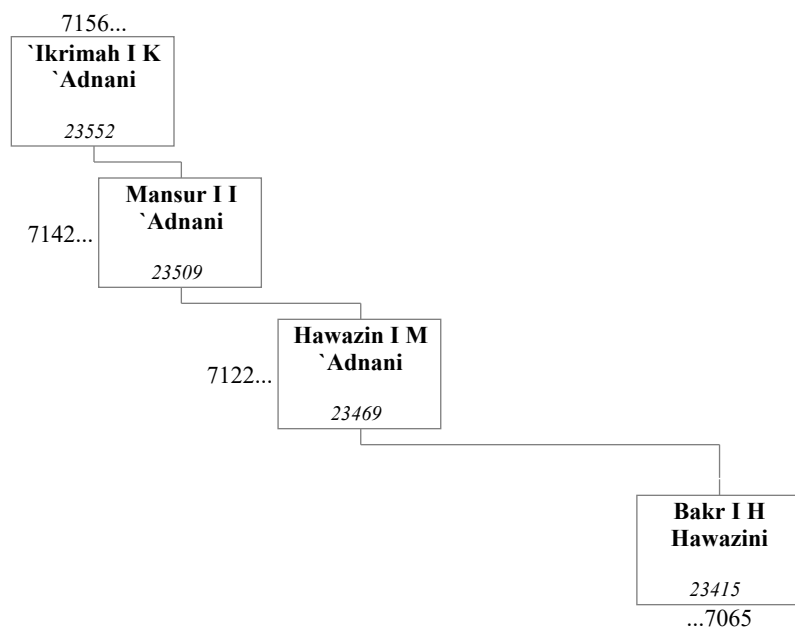 7156...
`Ikrimah I K
`Adnani
23552
Mansur I I
`Adnani
7142...
23509
Hawazin I M
`Adnani
7122...
23469
Bakr I H
Hawazini
23415
...7065